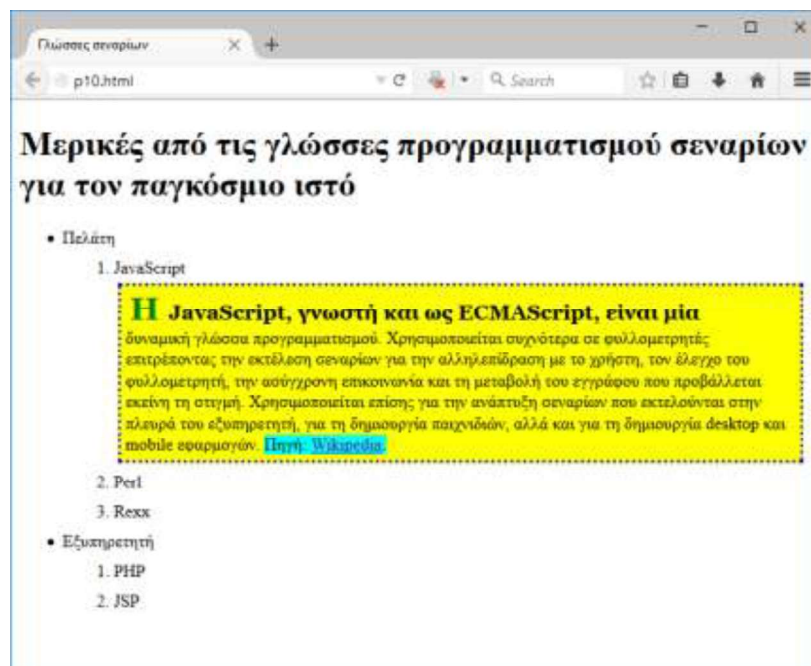 Γλώσσες σεναρίων
p10.html
Search
Μερικές από τις γλώσσες προγραμματισμού σεναρίων
για τον παγκόσμιο ιστό
• Πελάτη
1. JavaScript
Η JavaScript, γνωστή και ως ECMAScript, είναι μία
δυναμική γλώσσα προγραμματισμού. Χρησιμοποιείται συχνότερα σε φυλλομετρητές
επιτρέποντας την εκτέλεση σεναρίων για την αλληλεπίδραση με το χρήστη, τον έλεγχο του
φυλλομετρητή, την ασύγχρονη επικοινωνία και τη μεταβολή του εγγράφου που προβάλλεται
εκείνη τη στιγμή. Χρησιμοποιείται επίσης για την ανάπτυξη σεναρίων που εκτελούνται στην
πλευρά του εξυπηρετητή, για τη δημιουργία παιχνιδιών, αλλά και για τη δημιουργία desktop και
mobile εφαρμογών. Πηγή: Wikipedia.
2. Perl
3. Rexx
• Εξυπηρετητή
1. PHP
2. JSP